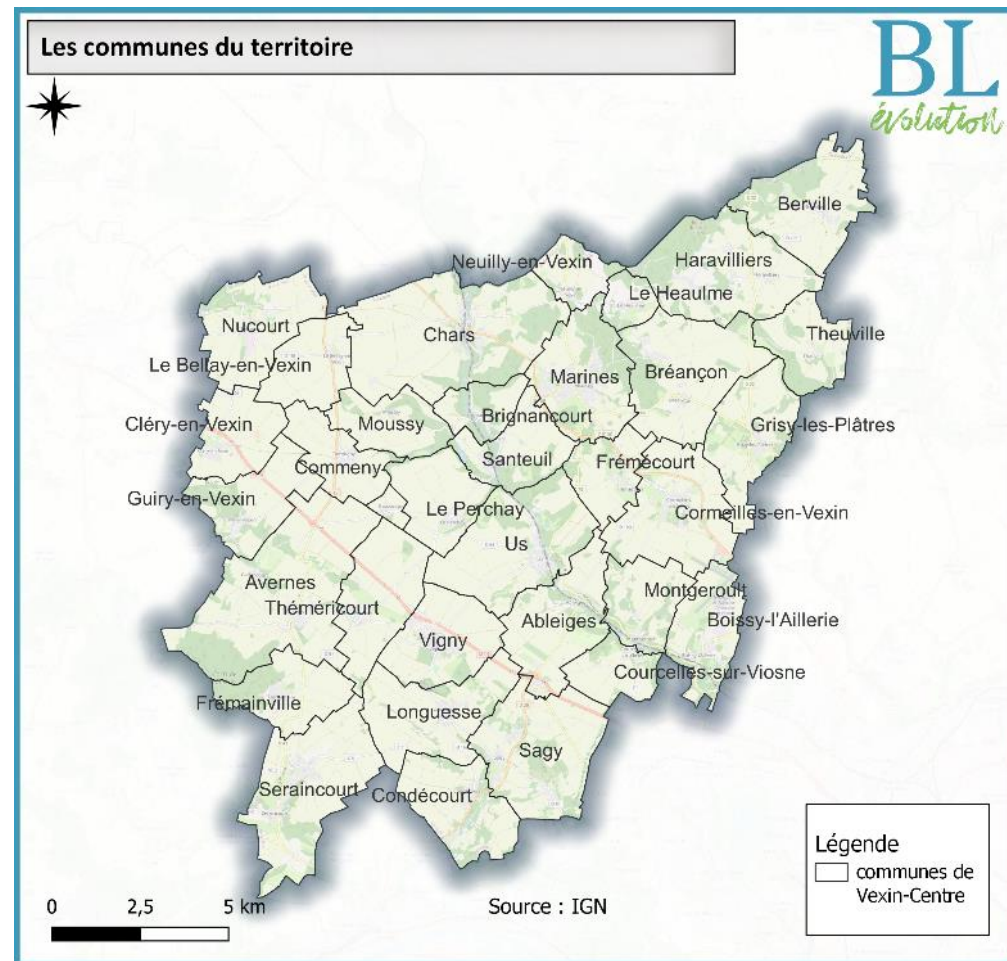 Les communes du territoire
BL
évolution
Berville
Neuilly-en-Vexin
Haravilliers
Le Heaulme
Nucourt
Chars
Theuville
Le Bellay-en-Vexin
Marines
Bréançon
Cléry-en-Vexin
Moussy
Brignancourt
Grisy-les-Plâtres
Commeny
Santeuil
Frémécourt
Guiry-en-Vexin
Le Perchay
Cormeilles-en-Vexin
Us
Avernes
Montgeroult
Théméricourt
Ableiges
Boissy-l'Aillerie
Vigny
Courcelles-sur-Viosne
Frémainville
Longuesse
Sagy
Seraincourt
Condécourt
Légende
communes de
Vexin-Centre
0 2,5 5 km
Source : IGN